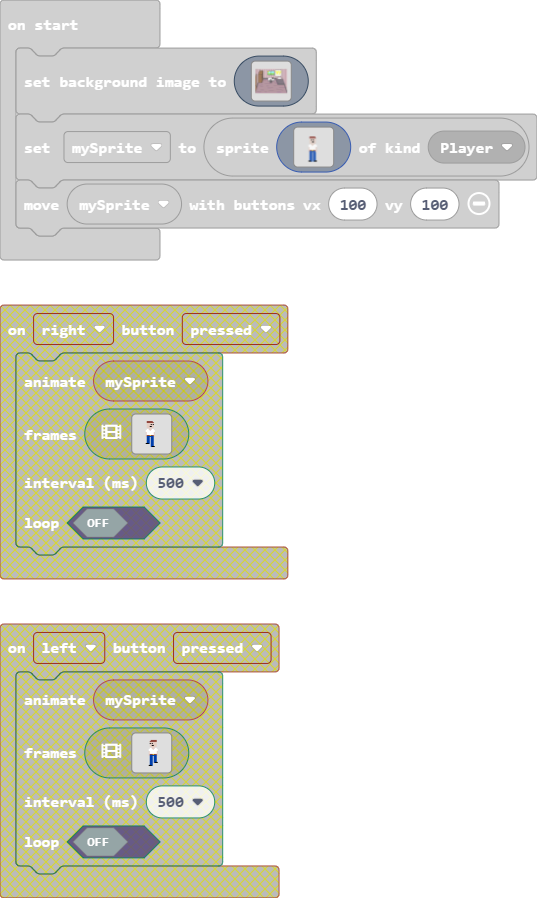 on start
set background image to
set mySprite to sprite of kind Player
move mySprite with buttons vx 100 vy 100
on right button pressed
animate mySprite
frames
interval (ms) 500
loop OFF
on left button pressed
animate mySprite
frames
interval (ms) 500
loop OFF